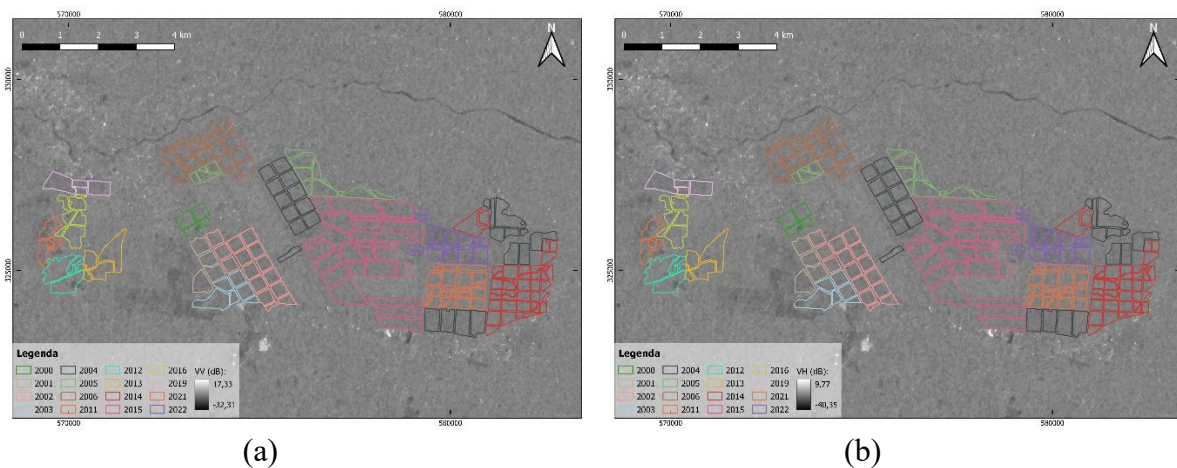 570000 580000
N
0 1 2 3 4 km
330000
325000
Legenda
2000 2004 2012 2016 VV (dB):
2001 2005 2013 2019 17,33
2002 2006 2014 2021
2003 2011 2015 2022 -32,31
570000 580000
(a)
570000 580000
N
0 1 2 3 4 km
330000
325000
Legenda
2000 2004 2012 2016 VH (dB):
2001 2005 2013 2019 9,77
2002 2006 2014 2021
2003 2011 2015 2022 -40,35
570000 580000
(b)